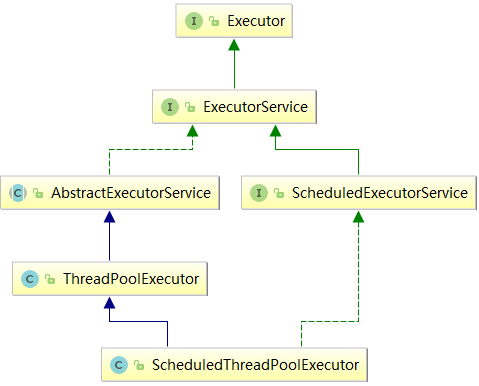 I Executor
I ExecutorService
C AbstractExecutorService
I ScheduledExecutorService
C ThreadPoolExecutor
C ScheduledThreadPoolExecutor